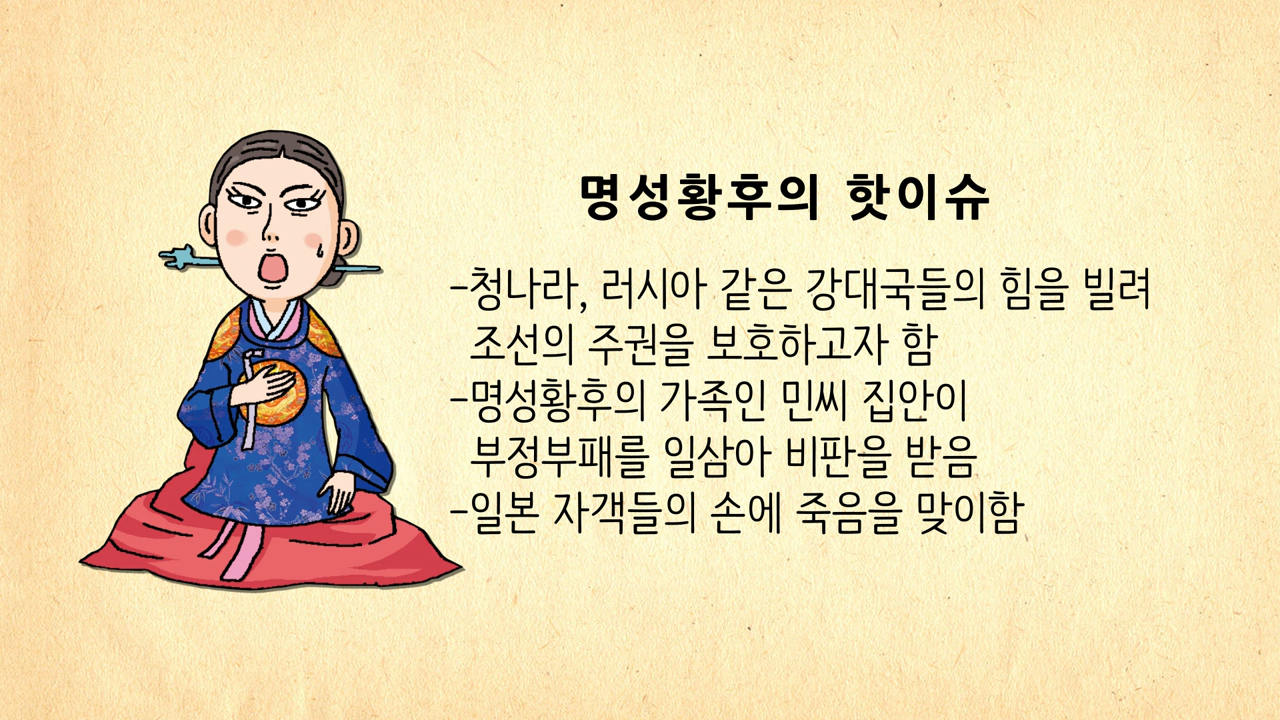 명성황후의 핫이슈
-청나라, 러시아 같은 강대국들의 힘을 빌려
조선의 주권을 보호하고자 함
-명성황후의 가족인 민씨 집안이
부정부패를 일삼아 비판을 받음
-일본 자객들의 손에 죽음을 맞이함